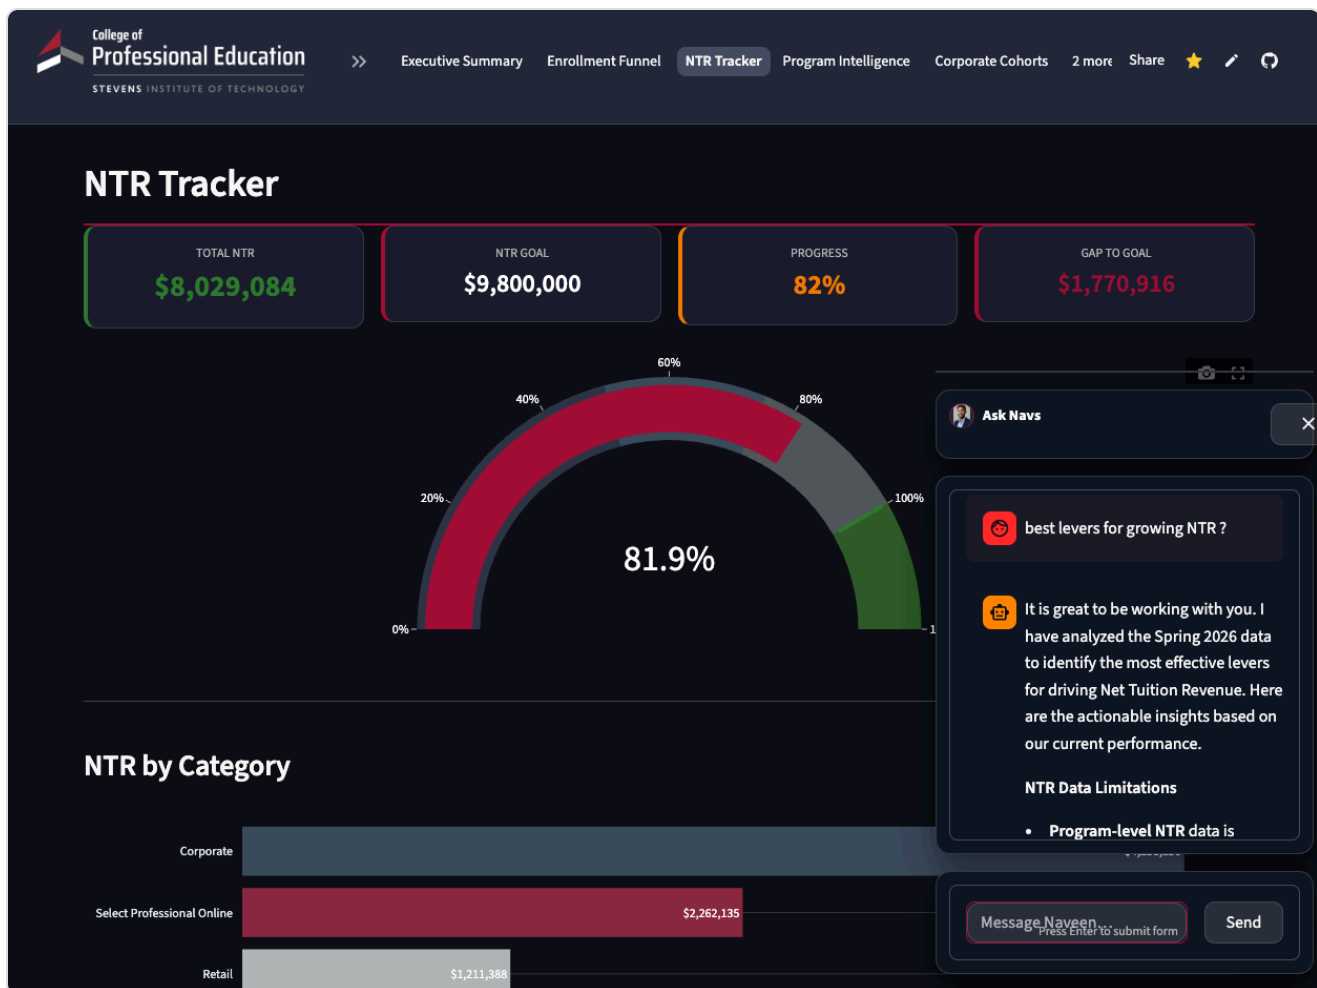 College of
Professional Education
STEVENS INSTITUTE OF TECHNOLOGY
Executive Summary
Enrollment Funnel
NTR Tracker
Program Intelligence
Corporate Cohorts
2 more
Share
NTR Tracker
TOTAL NTR
$8,029,084
NTR GOAL
$9,800,000
PROGRESS
82%
GAP TO GOAL
$1,770,916
0%
20%
40%
60%
80%
100%
1
81.9%
NTR by Category
Corporate
Select Professional Online
$2,262,135
Retail
$1,211,388
Ask Navs
best levers for growing NTR ?
It is great to be working with you. I
have analyzed the Spring 2026 data
to identify the most effective levers
for driving Net Tuition Revenue. Here
are the actionable insights based on
our current performance.
NTR Data Limitations
• Program-level NTR data is
Message Naveen...
Press Enter to submit form
Send